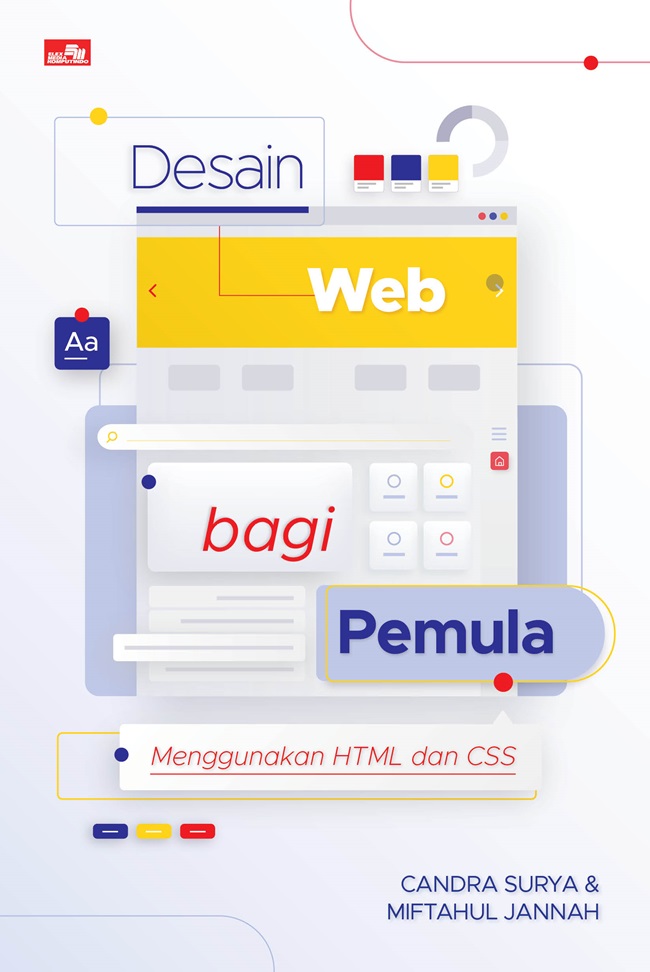 ELEX
MEDIA
KOMPUTINDO
Desain
Web
Aa
bagi
Pemula
Menggunakan HTML dan CSS
CANDRA SURYA &
MIFTAHUL JANNAH